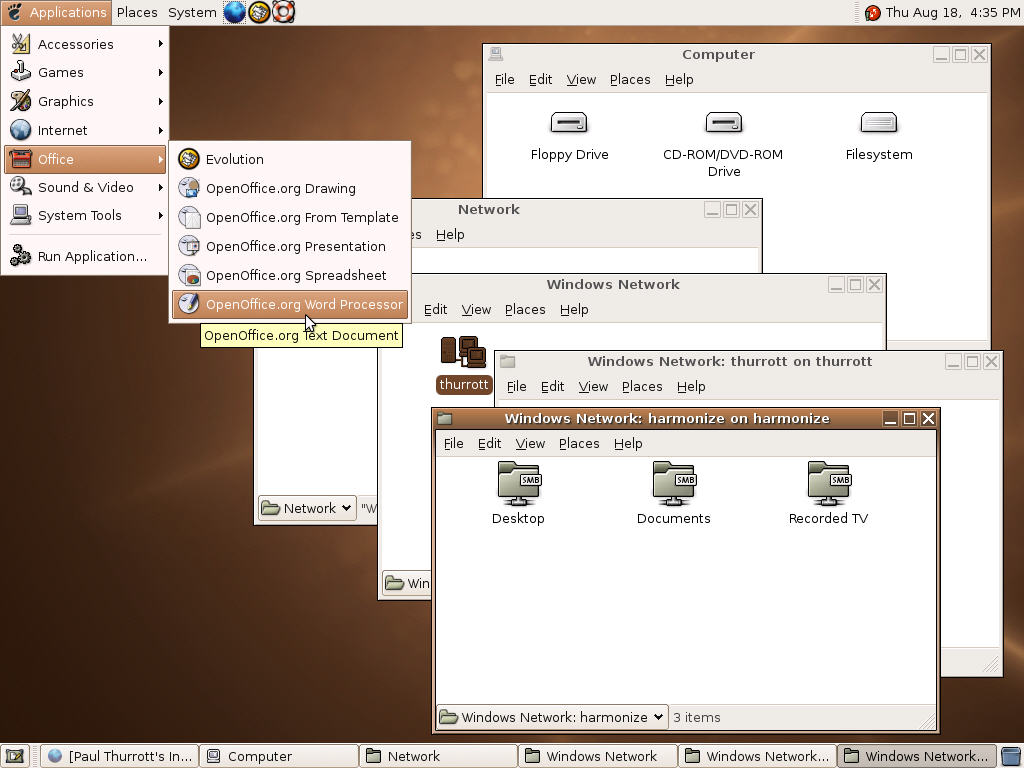 Applications Places System Thu Aug 18, 4:35 PM
Accessories
Games
Graphics
Internet
Office
Sound & Video
System Tools
Run Application...
Evolution
OpenOffice.org Drawing
OpenOffice.org From Template
OpenOffice.org Presentation
OpenOffice.org Spreadsheet
OpenOffice.org Word Processor
OpenOffice.org Text Document
Computer
File Edit View Places Help
Floppy Drive
CD-ROM/DVD-ROM
Drive
Filesystem
Network
es Help
Network "W
Windows Network
Edit View Places Help
thurrott
Win
Windows Network: thurrott on thurrott
File Edit View Places Help
Windows Network: harmonize on harmonize
File Edit View Places Help
SMB SMB SMB
Desktop Documents Recorded TV
Windows Network: harmonize 3 items
[Paul Thurrott's In... Computer Network Windows Network Windows Network... Windows Network...